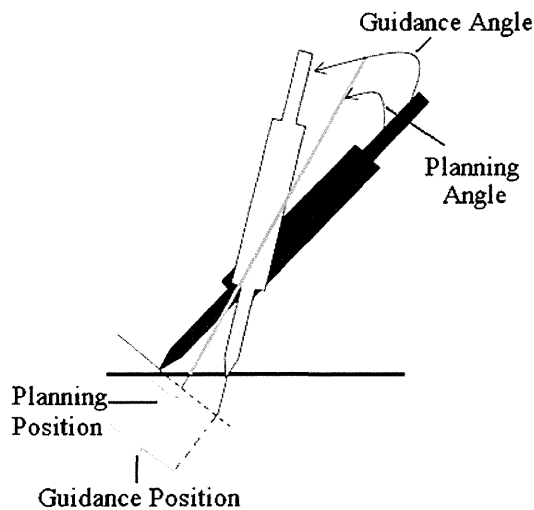 Guidance Angle
Planning
Angle
Planning
Position
Guidance Position